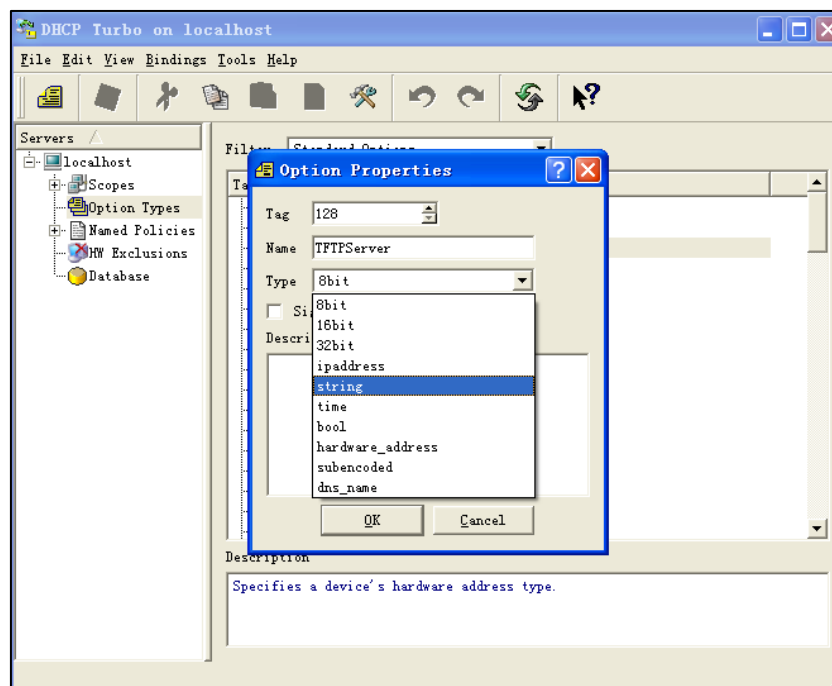 DHCP Turbo on localhost
File Edit View Bindings Tools Help
Servers
localhost
Scopes
Option Types
Named Policies
HW Exclusions
Database
Option Properties
Tag 128
Name TFTPServer
Type 8bit
8bit
16bit
32bit
ipaddress
string
time
bool
hardware_address
subencoded
dns_name
OK Cancel
Description
Specifies a device's hardware address type.